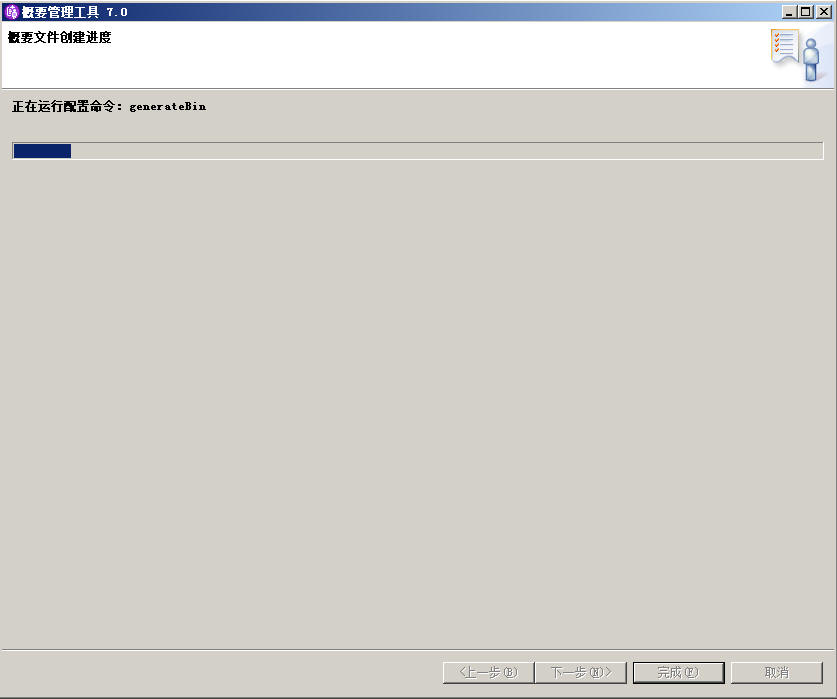 概要管理工具 7.0
概要文件创建进度
正在运行配置命令：generateBin
<上一步(B)
下一步(N)>
完成(F)
取消